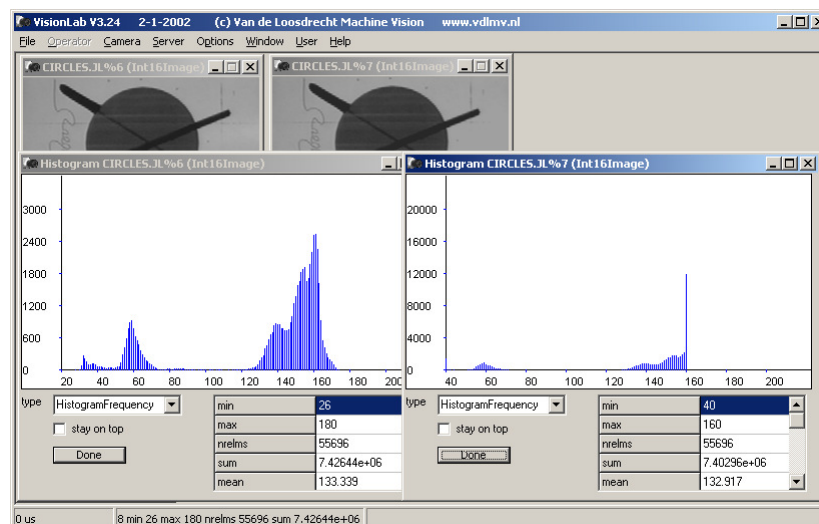 VisionLab V3.24 2-1-2002 (c) Van de Loosdrecht Machine Vision www.vdlmv.nl
File Operator Camera Server Options Window User Help
CIRCLES.JL%6 (Int16Image) CIRCLES.JL%7 (Int16Image)
Histogram CIRCLES.JL%6 (Int16Image) Histogram CIRCLES.JL%7 (Int16Image)
3000
2400
1800
1200
600
0
20 40 60 80 100 120 140 160 180 200
type HistogramFrequency
stay on top
Done
min 26
max 180
nrelms 55696
sum 7.42644e+06
mean 133.339
20000
16000
12000
8000
4000
0
40 60 80 100 120 140 160 180 200
type HistogramFrequency
stay on top
Done
min 40
max 160
nrelms 55696
sum 7.40296e+06
mean 132.917
0 us 8 min 26 max 180 nrelms 55696 sum 7.42644e+06